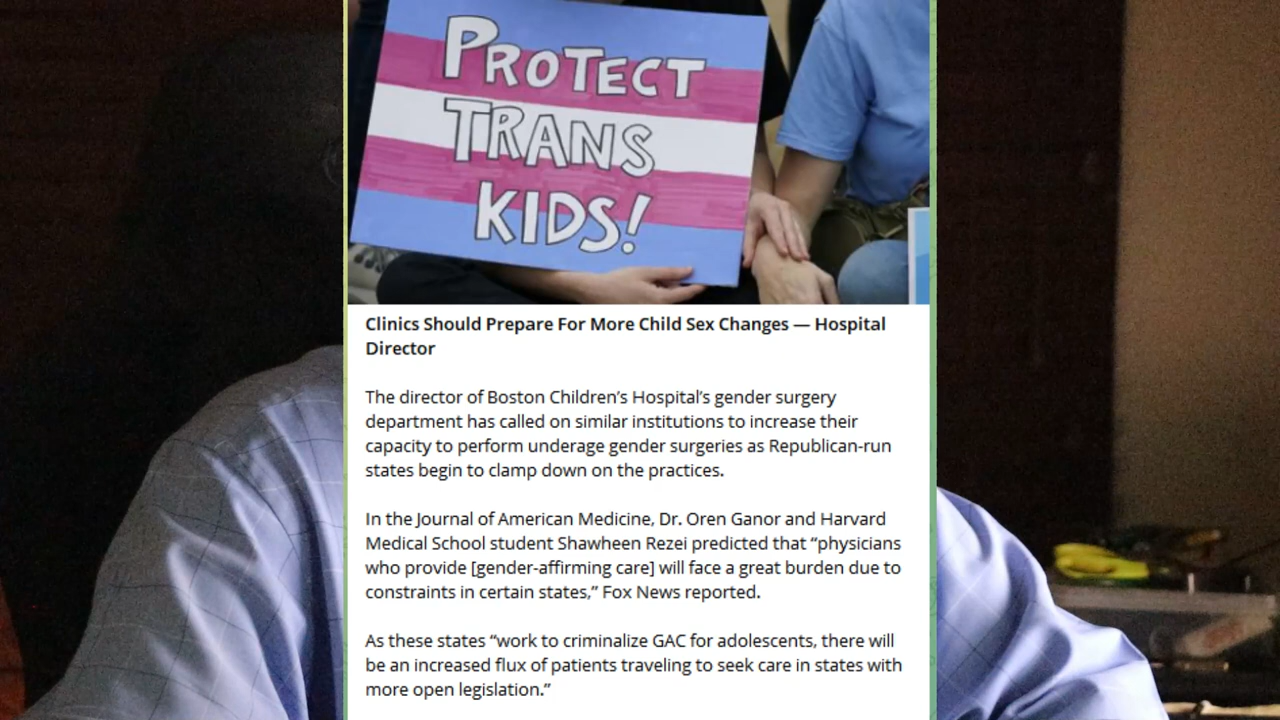 PROTECT
TRANS
KIDS!
Clinics Should Prepare For More Child Sex Changes — Hospital
Director
The director of Boston Children’s Hospital’s gender surgery
department has called on similar institutions to increase their
capacity to perform underage gender surgeries as Republican-run
states begin to clamp down on the practices.
In the Journal of American Medicine, Dr. Oren Ganor and Harvard
Medical School student Shawheen Rezei predicted that “physicians
who provide [gender-affirming care] will face a great burden due to
constraints in certain states,” Fox News reported.
As these states “work to criminalize GAC for adolescents, there will
be an increased flux of patients traveling to seek care in states with
more open legislation.”